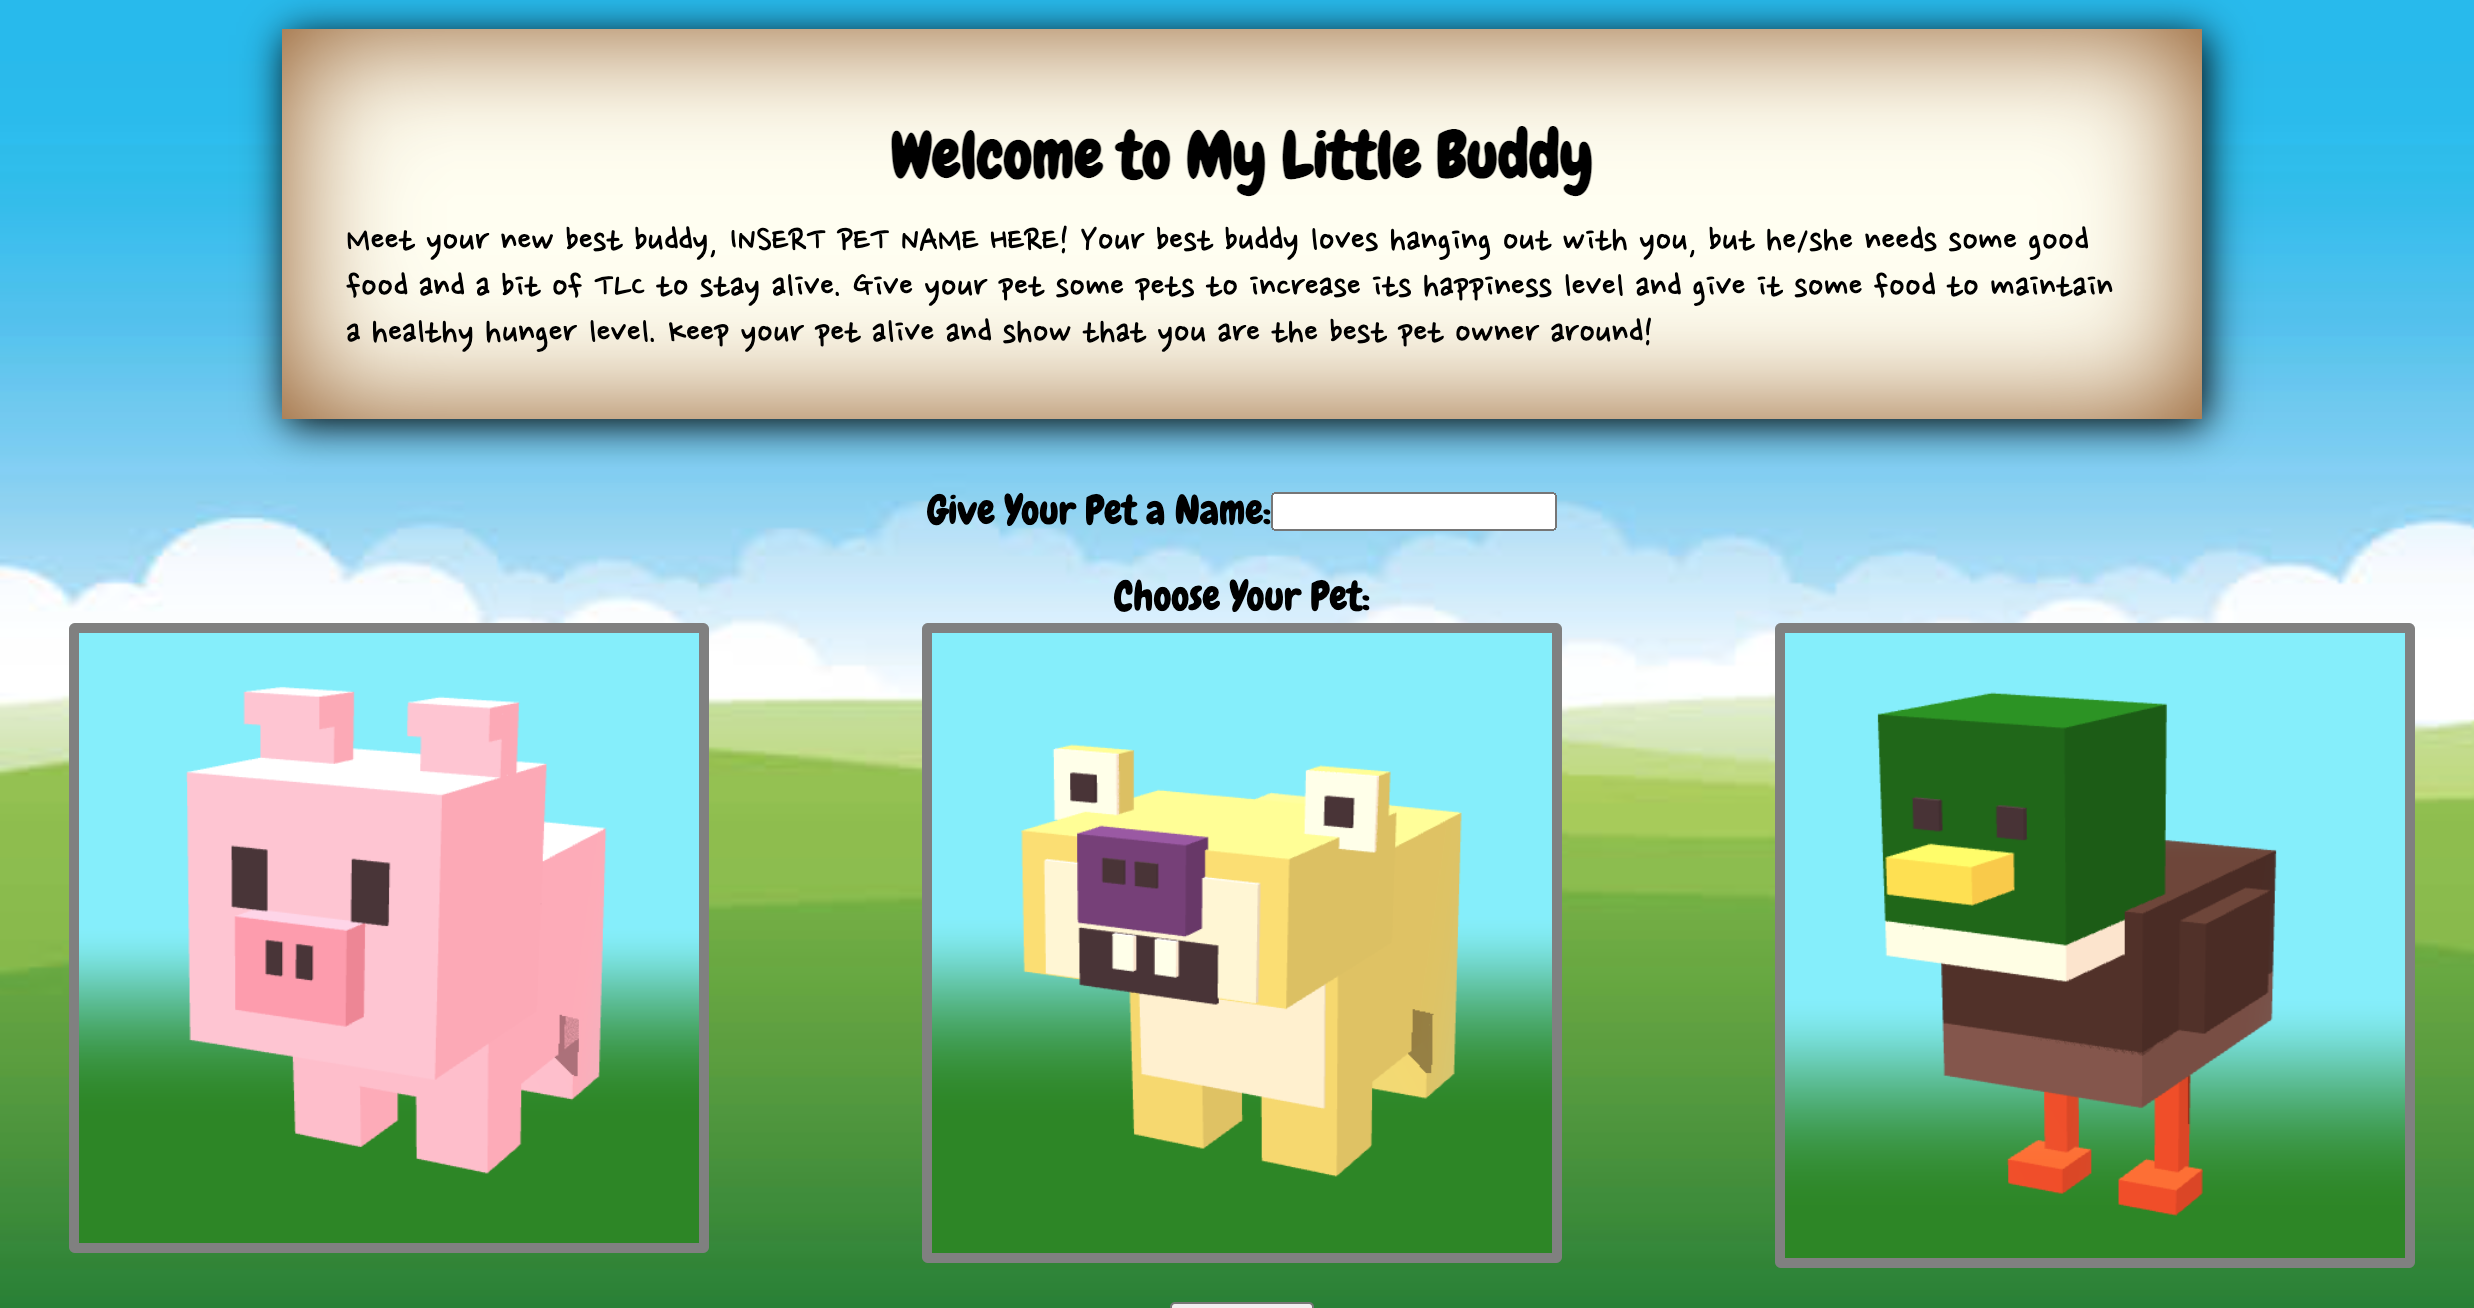 Welcome to My Little Buddy
Meet your new best buddy, INSERT PET NAME HERE! Your best buddy loves hanging out with you, but he/she needs some good
food and a bit of TLC to stay alive. Give your pet some pets to increase its happiness level and give it some food to maintain
a healthy hunger level. Keep your pet alive and show that you are the best pet owner around!
Give Your Pet a Name:
Choose Your Pet: